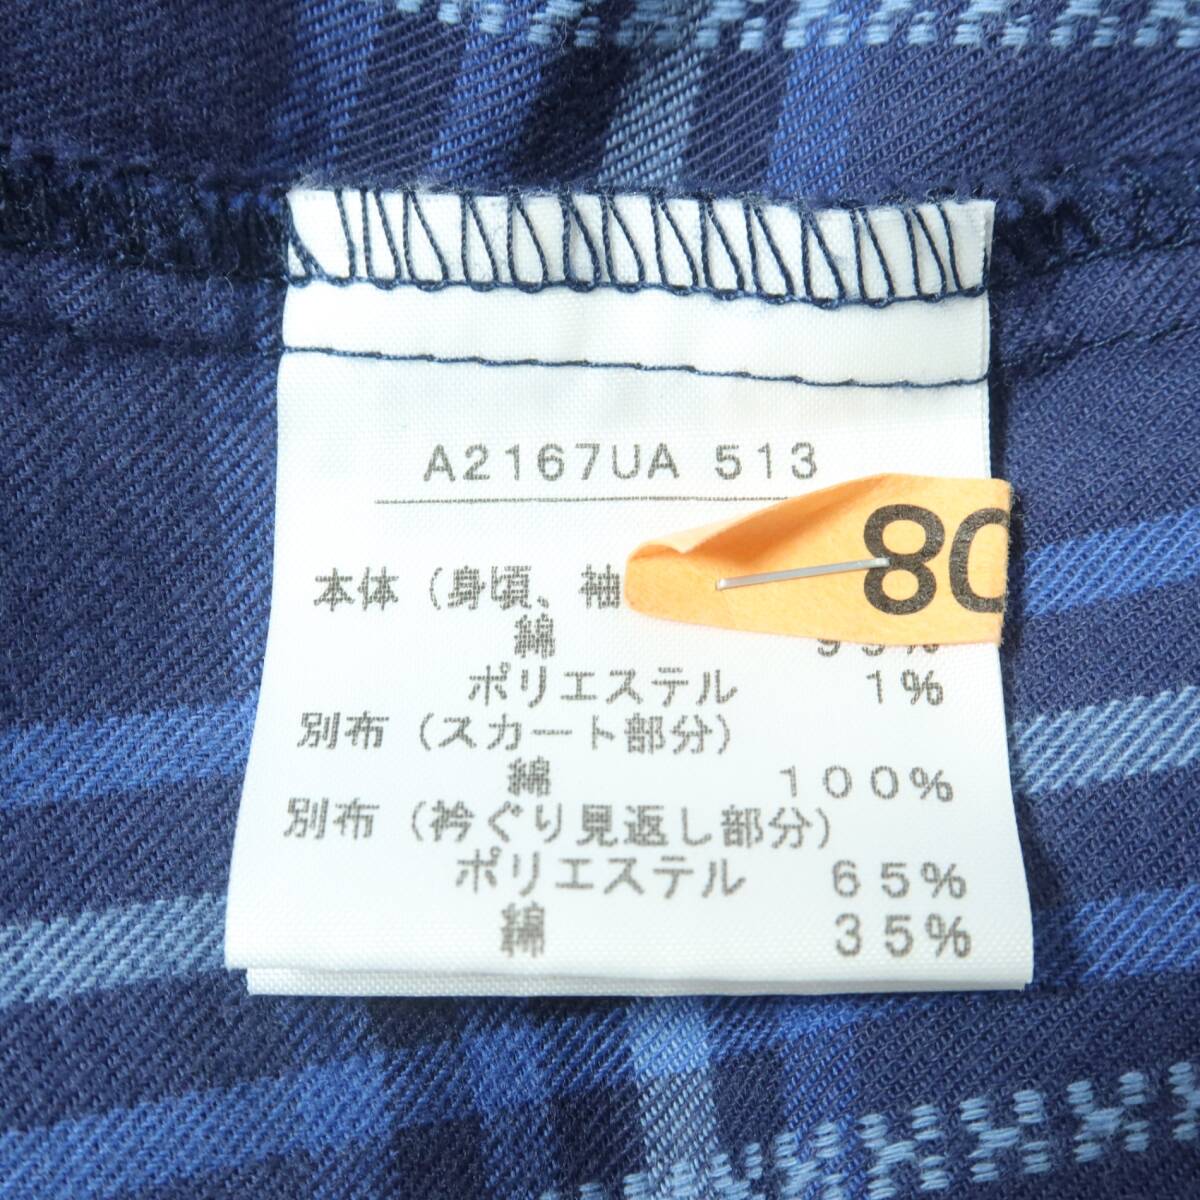 A2167UA 513
80
本体（身頃、袖
綿
ポリエステル 1%
別布（スカート部分）
綿 100%
別布（衿ぐり見返し部分）
ポリエステル 65%
綿 35%